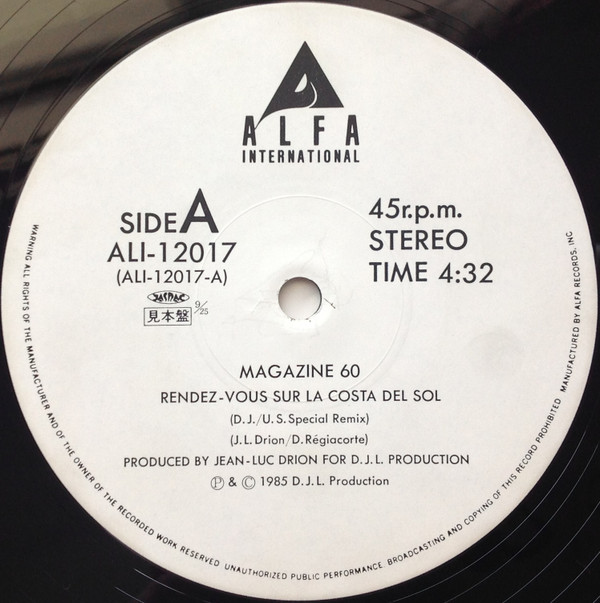 ALFA
INTERNATIONAL
SIDE A
ALI-12017
(ALI-12017-A)
JASRAC
9/25
見本盤
45r.p.m.
STEREO
TIME 4:32
MAGAZINE 60
RENDEZ-VOUS SUR LA COSTA DEL SOL
(D.J./U.S.Special Remix)
(J.L.Drion/D.Régiacorte)
PRODUCED BY JEAN-LUC DRION FOR D.J.L. PRODUCTION
Ⓟ & © 1985 D.J.L. Production
WARNING ALL RIGHTS OF THE MANUFACTURER AND OF THE OWNER OF THE RECORDED WORK RESERVED UNAUTHORIZED PUBLIC PERFORMANCE. BROADCASTING AND COPYING OF THIS RECORD PROHIBITED MANUFACTURED BY ALFA RECORDS, INC